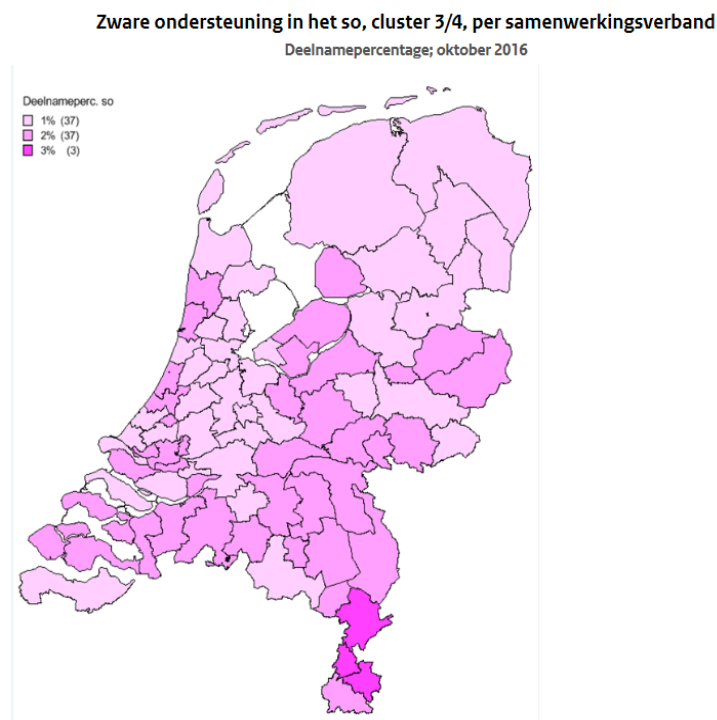 Zware ondersteuning in het so, cluster 3/4, per samenwerkingsverband
Deelnamepercentage; oktober 2016
Deelnameperc. so
1% (37)
2% (37)
3% (3)